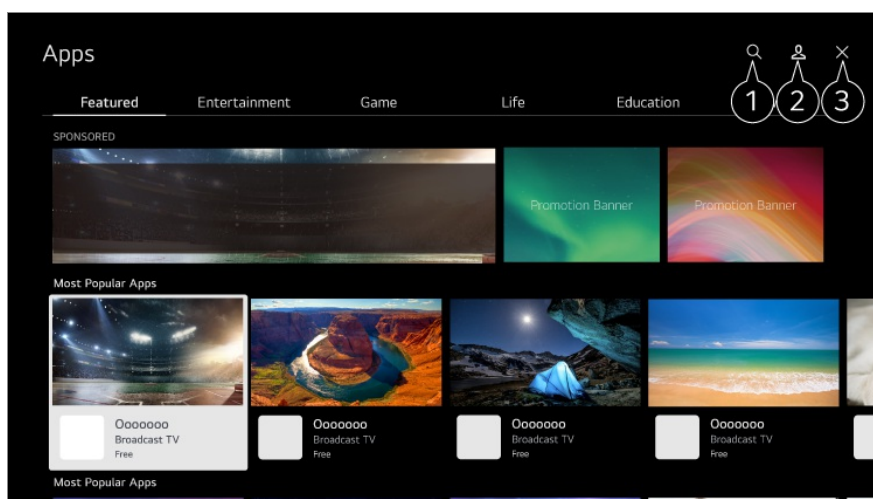 Apps
1 2 3
Featured Entertainment Game Life Education
SPONSORED
Promotion Banner Promotion Banner
Most Popular Apps
Ooooooo Ooooooo Ooooooo Ooooooo
Broadcast TV Broadcast TV Broadcast TV Broadcast TV
Free Free Free Free
Most Popular Apps